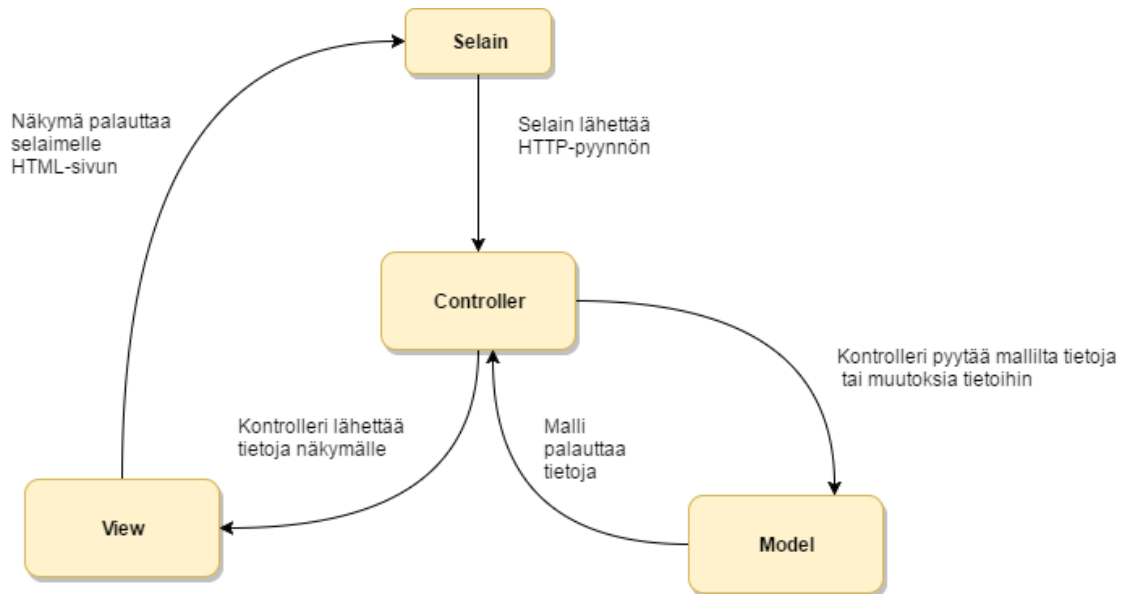 Selain
Näkymä palauttaa
selaimelle
HTML-sivun
Selain lähettää
HTTP-pyynnön
Controller
Kontrolleri pyytää mallilta tietoja
tai muutoksia tietoihin
Kontrolleri lähettää
tietoja näkymälle
Malli
palauttaa
tietoja
View
Model